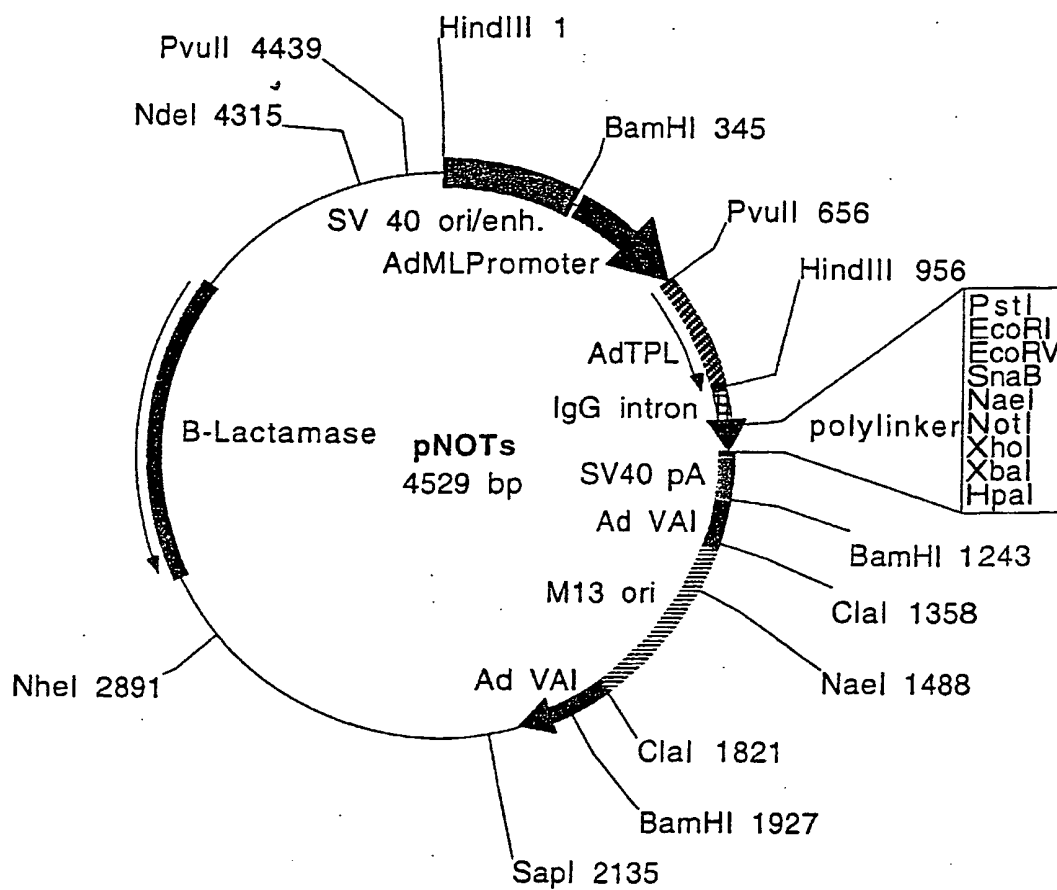 HindIII 1
PvuII 4439
NdeI 4315
BamHI 345
SV 40 ori/enh.
PvuII 656
AdMLPromoter
HindIII 956
PstI
EcoRI
EcoRV
SnaB
NaeI
NotI
XhoI
XbaI
HpaI
AdTPL
IgG intron
polylinker
B-Lactamase
pNOTs
4529 bp
SV40 pA
Ad VAI
BamHI 1243
M13 ori
ClaI 1358
NheI 2891
Ad VAI
NaeI 1488
ClaI 1821
BamHI 1927
SapI 2135